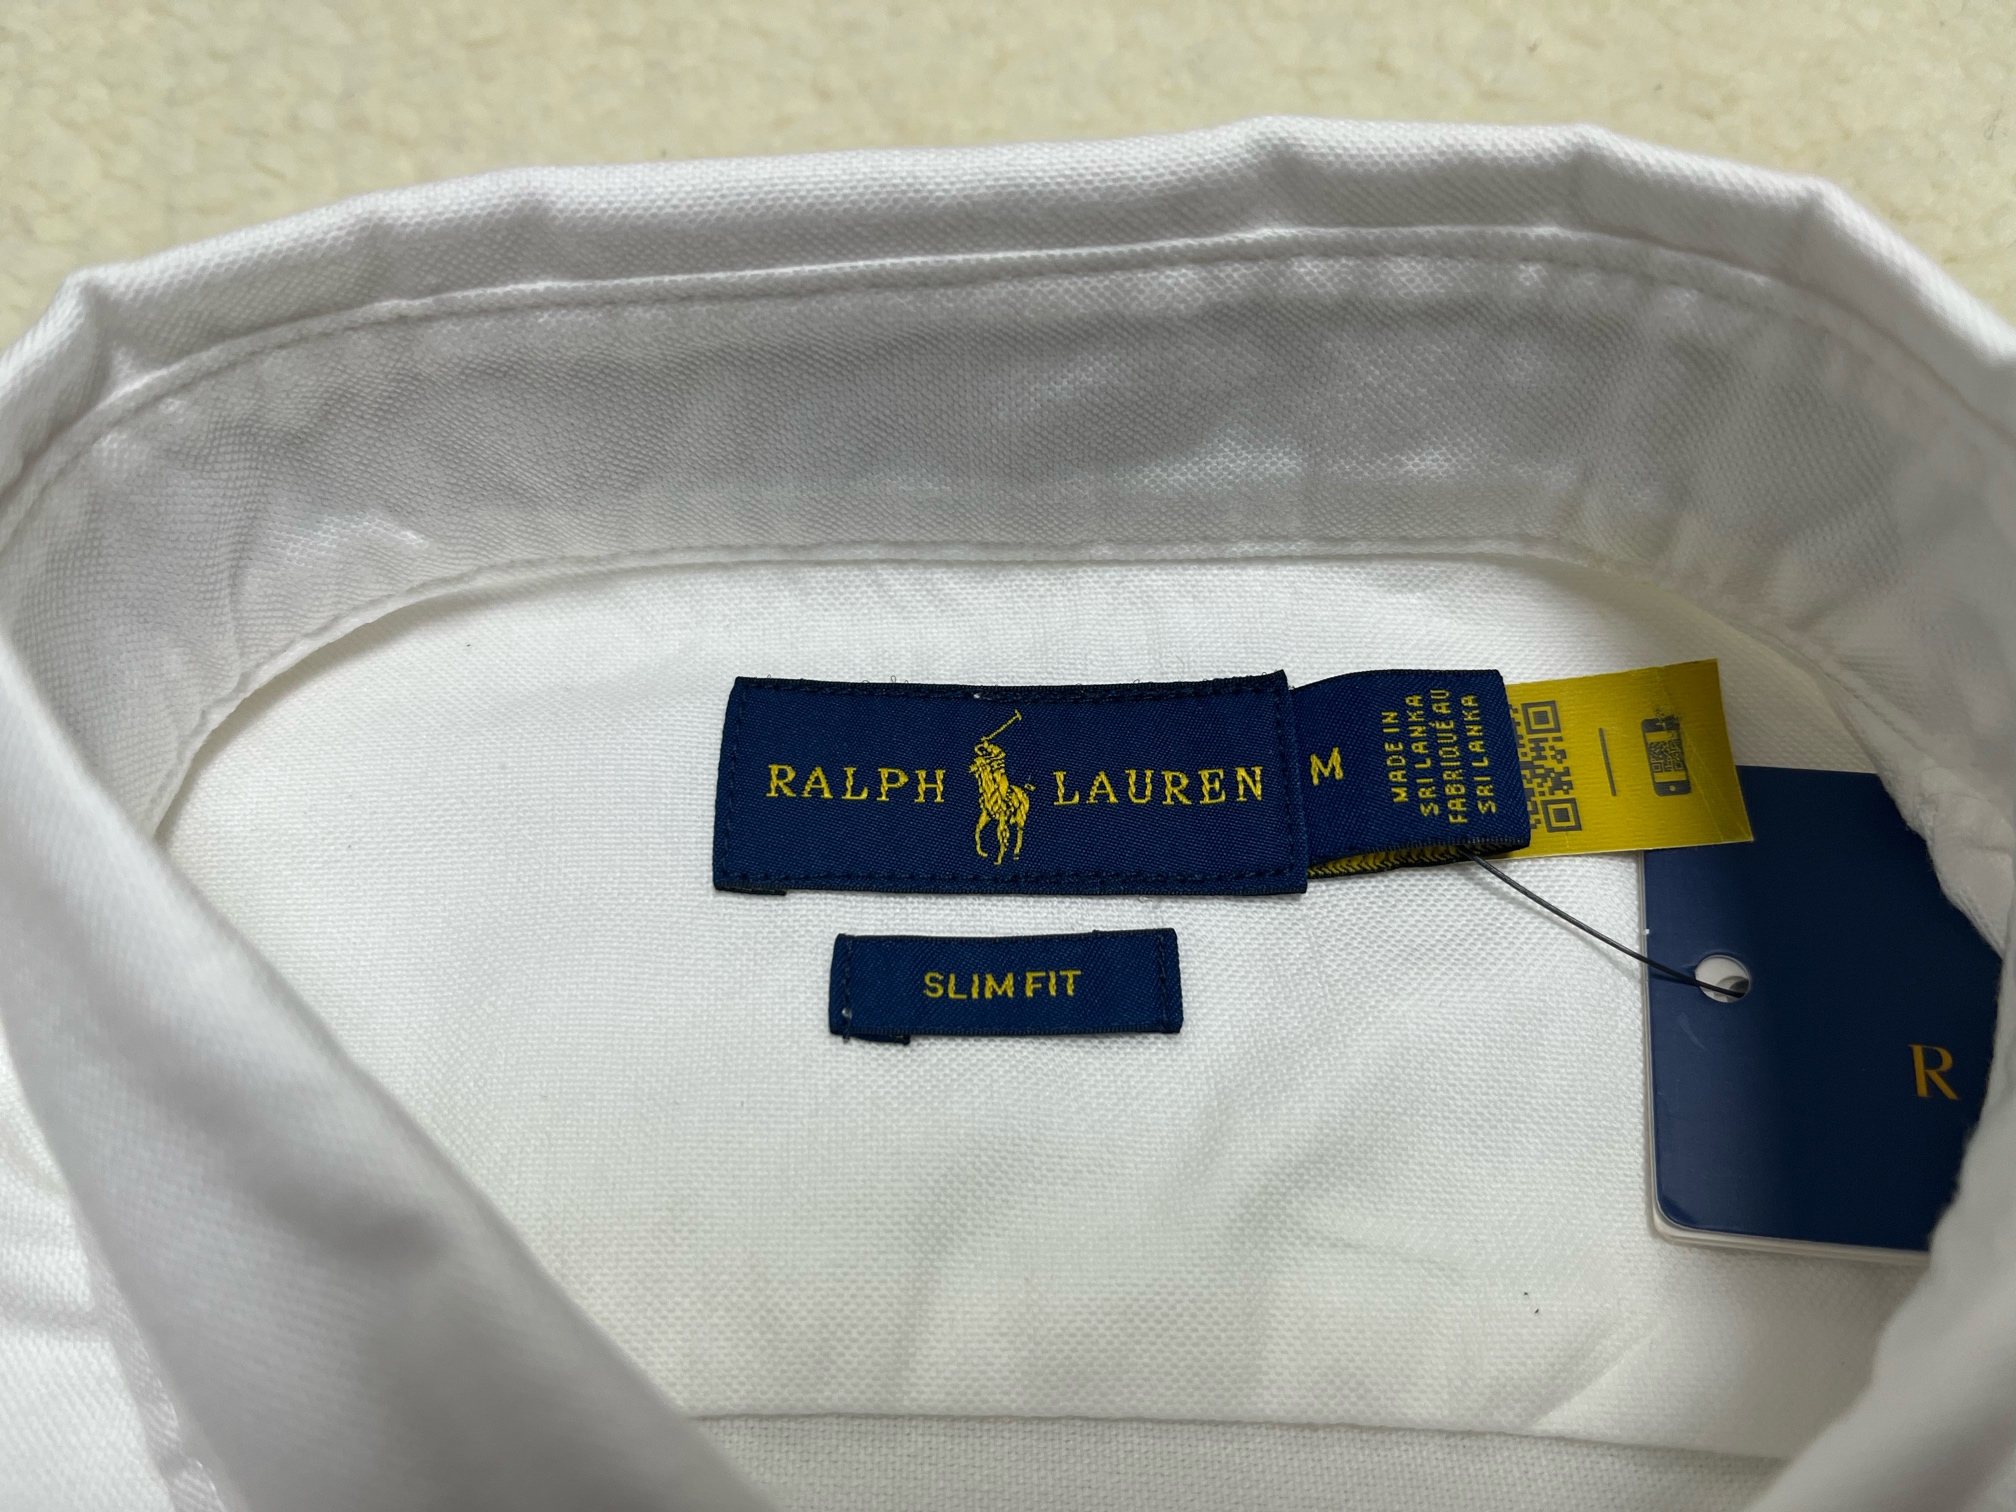 RALPH LAUREN
M
MADE IN
SRI LANKA
FABRIQUÉ AU
SRI LANKA
SLIM FIT
R